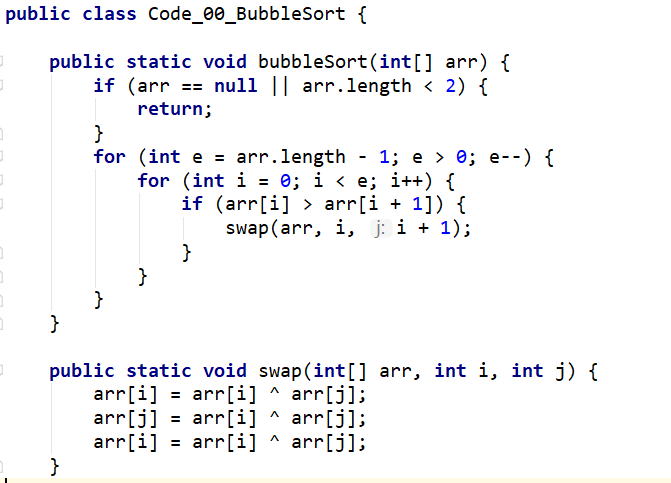 public class Code_00_BubbleSort {
public static void bubbleSort(int[] arr) {
if (arr == null || arr.length < 2) {
return;
}
for (int e = arr.length - 1; e > 0; e--) {
for (int i = 0; i < e; i++) {
if (arr[i] > arr[i + 1]) {
swap(arr, i, j: i + 1);
}
}
}
}
public static void swap(int[] arr, int i, int j) {
arr[i] = arr[i] ^ arr[j];
arr[j] = arr[i] ^ arr[j];
arr[i] = arr[i] ^ arr[j];
}